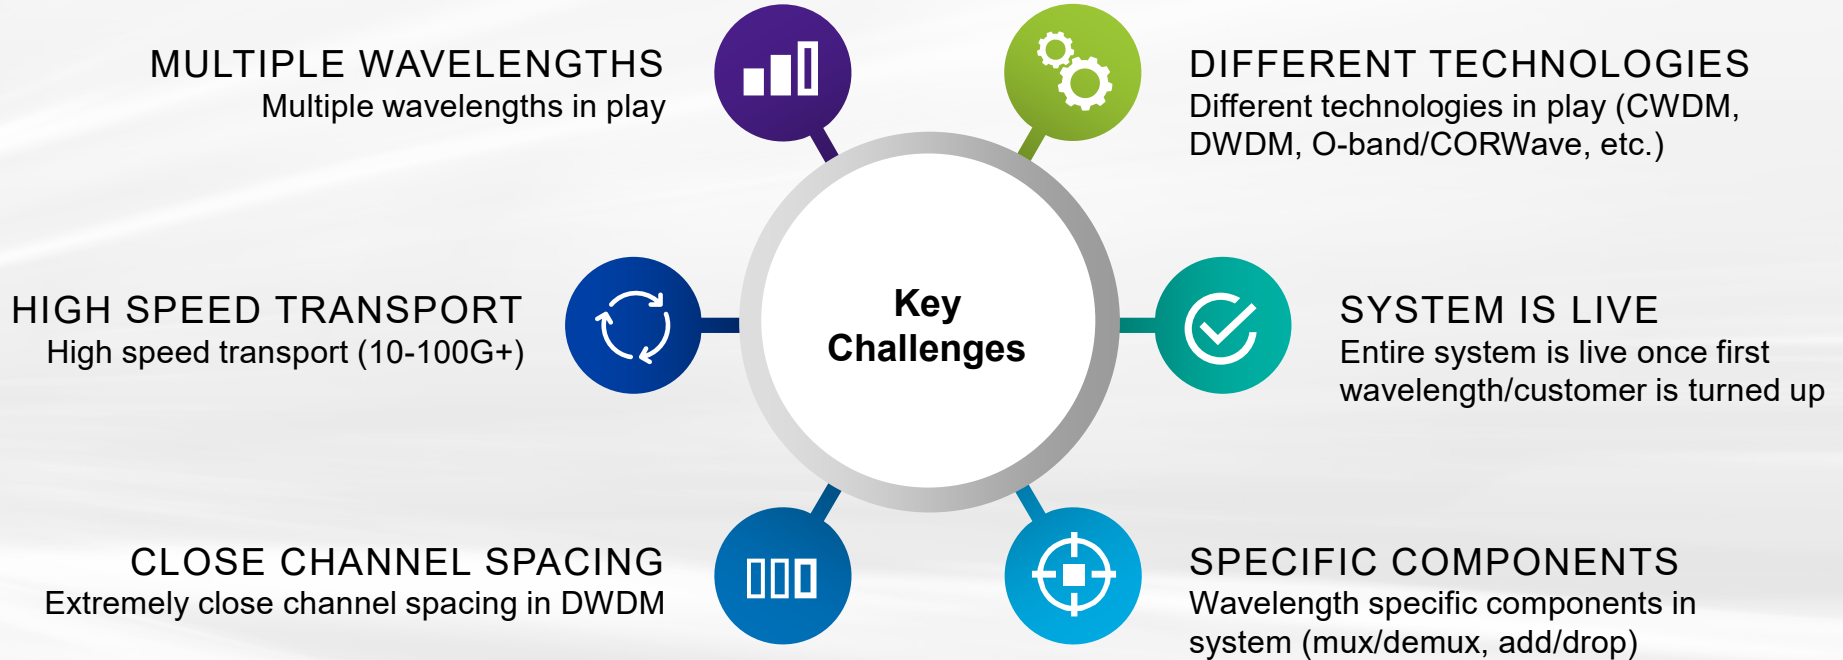 MULTIPLE WAVELENGTHS
Multiple wavelengths in play
DIFFERENT TECHNOLOGIES
Different technologies in play (CWDM,
DWDM, O-band/CORWave, etc.)
HIGH SPEED TRANSPORT
High speed transport (10-100G+)
Key
Challenges
SYSTEM IS LIVE
Entire system is live once first
wavelength/customer is turned up
CLOSE CHANNEL SPACING
Extremely close channel spacing in DWDM
SPECIFIC COMPONENTS
Wavelength specific components in
system (mux/demux, add/drop)